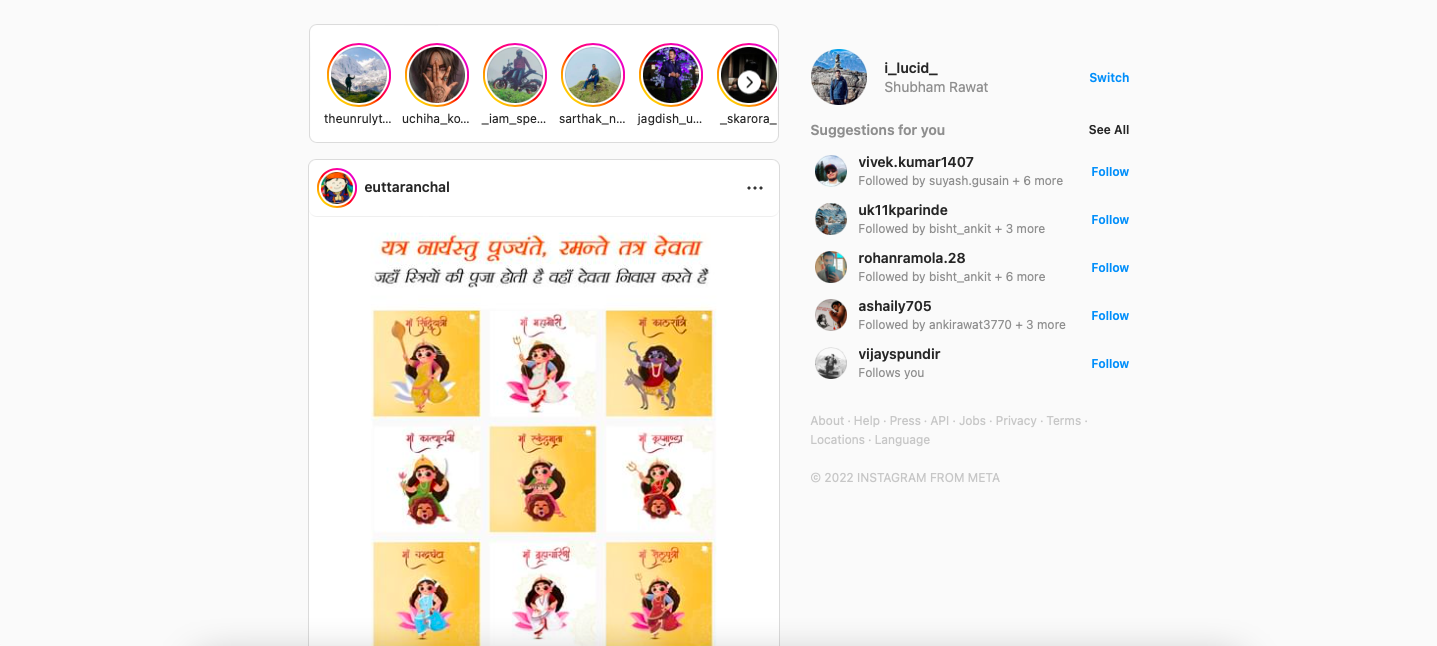 theunrulyt...
uchiha_ko...
_iam_spe...
sarthak_n...
jagdish_u...
_skarora_
euttaranchal
यत्र नार्यस्तु पूज्यंते, रमन्ते तत्र देवता
जहाँ स्त्रियों की पूजा होती है वहाँ देवता निवास करते हैं
माँ सिद्धिदात्री
माँ महागौरी
माँ कालरात्रि
माँ कात्यायनी
माँ स्कंदमाता
माँ कूष्माण्डा
माँ चन्द्रघंटा
माँ ब्रह्मचारिणी
माँ शैलपुत्री
i_lucid_
Shubham Rawat
Switch
Suggestions for you
See All
vivek.kumar1407
Followed by suyash.gusain + 6 more
Follow
uk11kparinde
Followed by bisht_ankit + 3 more
Follow
rohanramola.28
Followed by bisht_ankit + 6 more
Follow
ashaily705
Followed by ankirawat3770 + 3 more
Follow
vijayspundir
Follows you
Follow
About · Help · Press · API · Jobs · Privacy · Terms ·
Locations · Language
© 2022 INSTAGRAM FROM META